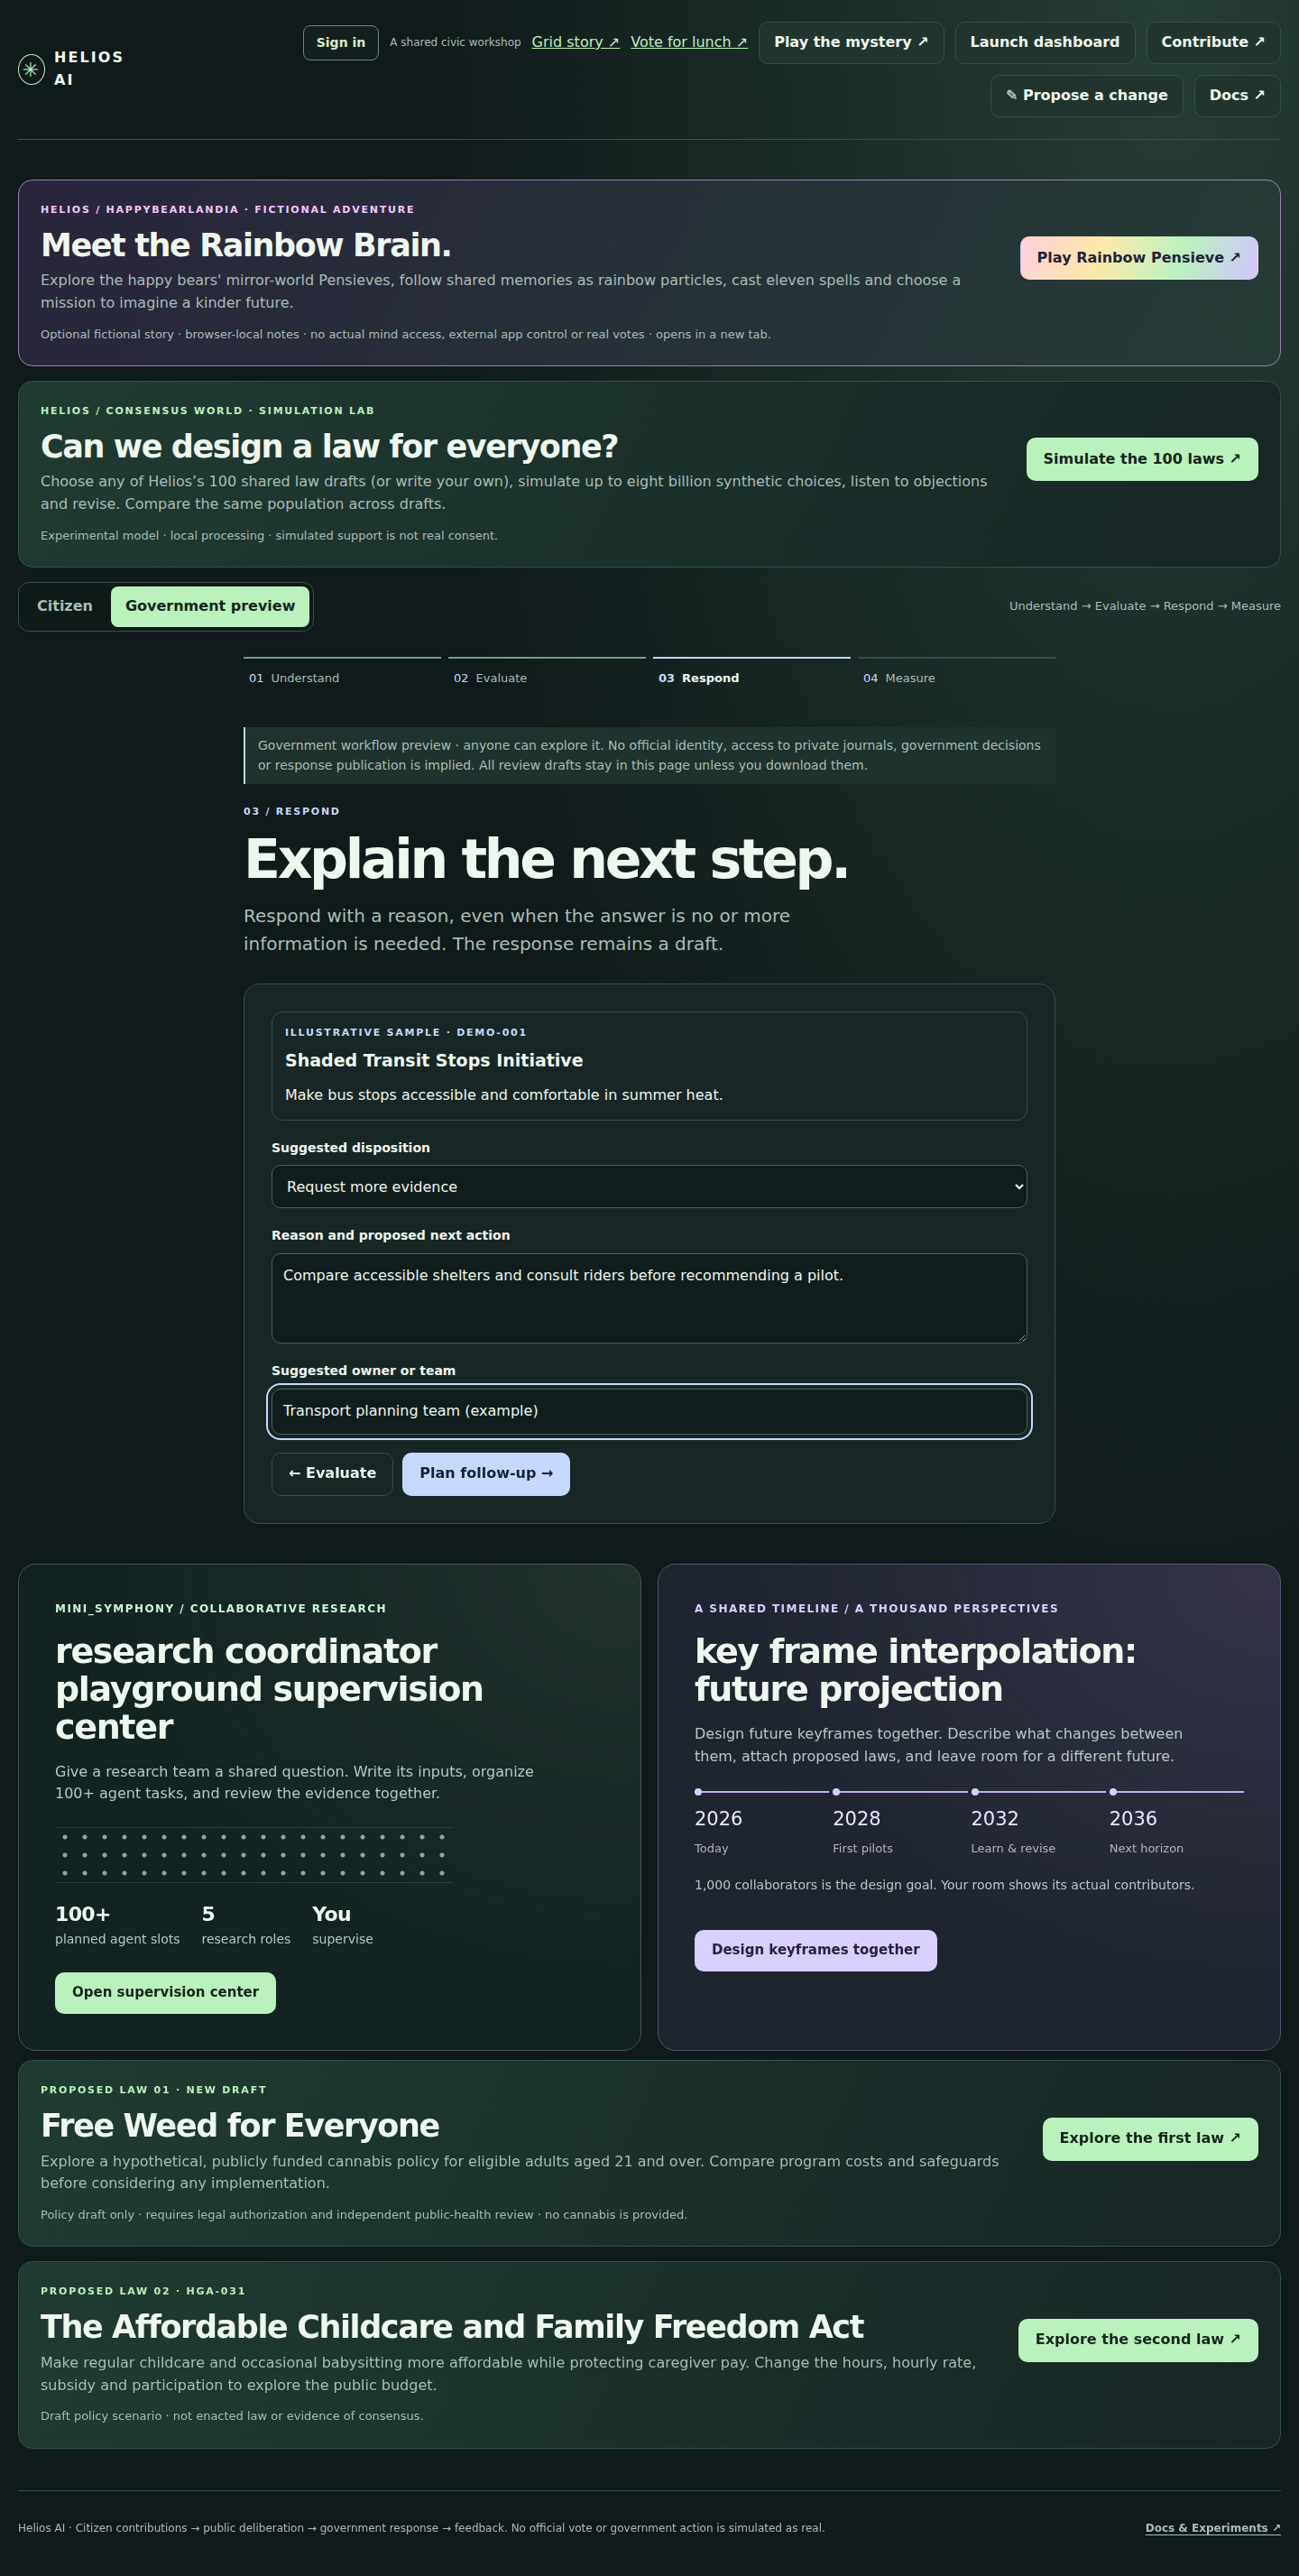 HELIOS
AI
Sign in
A shared civic workshop
Grid story ↗
Vote for lunch ↗
Play the mystery ↗
Launch dashboard
Contribute ↗
✎ Propose a change
Docs ↗
HELIOS / HAPPYBEARLANDIA · FICTIONAL ADVENTURE
Meet the Rainbow Brain.
Explore the happy bears' mirror-world Pensieves, follow shared memories as rainbow particles, cast eleven spells and choose a
mission to imagine a kinder future.
Optional fictional story · browser-local notes · no actual mind access, external app control or real votes · opens in a new tab.
Play Rainbow Pensieve ↗
HELIOS / CONSENSUS WORLD · SIMULATION LAB
Can we design a law for everyone?
Choose any of Helios’s 100 shared law drafts (or write your own), simulate up to eight billion synthetic choices, listen to objections
and revise. Compare the same population across drafts.
Experimental model · local processing · simulated support is not real consent.
Simulate the 100 laws ↗
Citizen
Government preview
Understand → Evaluate → Respond → Measure
01 Understand
02 Evaluate
03 Respond
04 Measure
Government workflow preview · anyone can explore it. No official identity, access to private journals, government decisions
or response publication is implied. All review drafts stay in this page unless you download them.
03 / RESPOND
Explain the next step.
Respond with a reason, even when the answer is no or more
information is needed. The response remains a draft.
ILLUSTRATIVE SAMPLE · DEMO-001
Shaded Transit Stops Initiative
Make bus stops accessible and comfortable in summer heat.
Suggested disposition
Request more evidence
Reason and proposed next action
Compare accessible shelters and consult riders before recommending a pilot.
Suggested owner or team
Transport planning team (example)
← Evaluate
Plan follow-up →
MINI_SYMPHONY / COLLABORATIVE RESEARCH
research coordinator
playground supervision
center
Give a research team a shared question. Write its inputs, organize
100+ agent tasks, and review the evidence together.
100+
planned agent slots
5
research roles
You
supervise
Open supervision center
A SHARED TIMELINE / A THOUSAND PERSPECTIVES
key frame interpolation:
future projection
Design future keyframes together. Describe what changes between
them, attach proposed laws, and leave room for a different future.
2026
Today
2028
First pilots
2032
Learn & revise
2036
Next horizon
1,000 collaborators is the design goal. Your room shows its actual contributors.
Design keyframes together
PROPOSED LAW 01 · NEW DRAFT
Free Weed for Everyone
Explore a hypothetical, publicly funded cannabis policy for eligible adults aged 21 and over. Compare program costs and safeguards
before considering any implementation.
Policy draft only · requires legal authorization and independent public-health review · no cannabis is provided.
Explore the first law ↗
PROPOSED LAW 02 · HGA-031
The Affordable Childcare and Family Freedom Act
Make regular childcare and occasional babysitting more affordable while protecting caregiver pay. Change the hours, hourly rate,
subsidy and participation to explore the public budget.
Draft policy scenario · not enacted law or evidence of consensus.
Explore the second law ↗
Helios AI · Citizen contributions → public deliberation → government response → feedback. No official vote or government action is simulated as real.
Docs & Experiments ↗